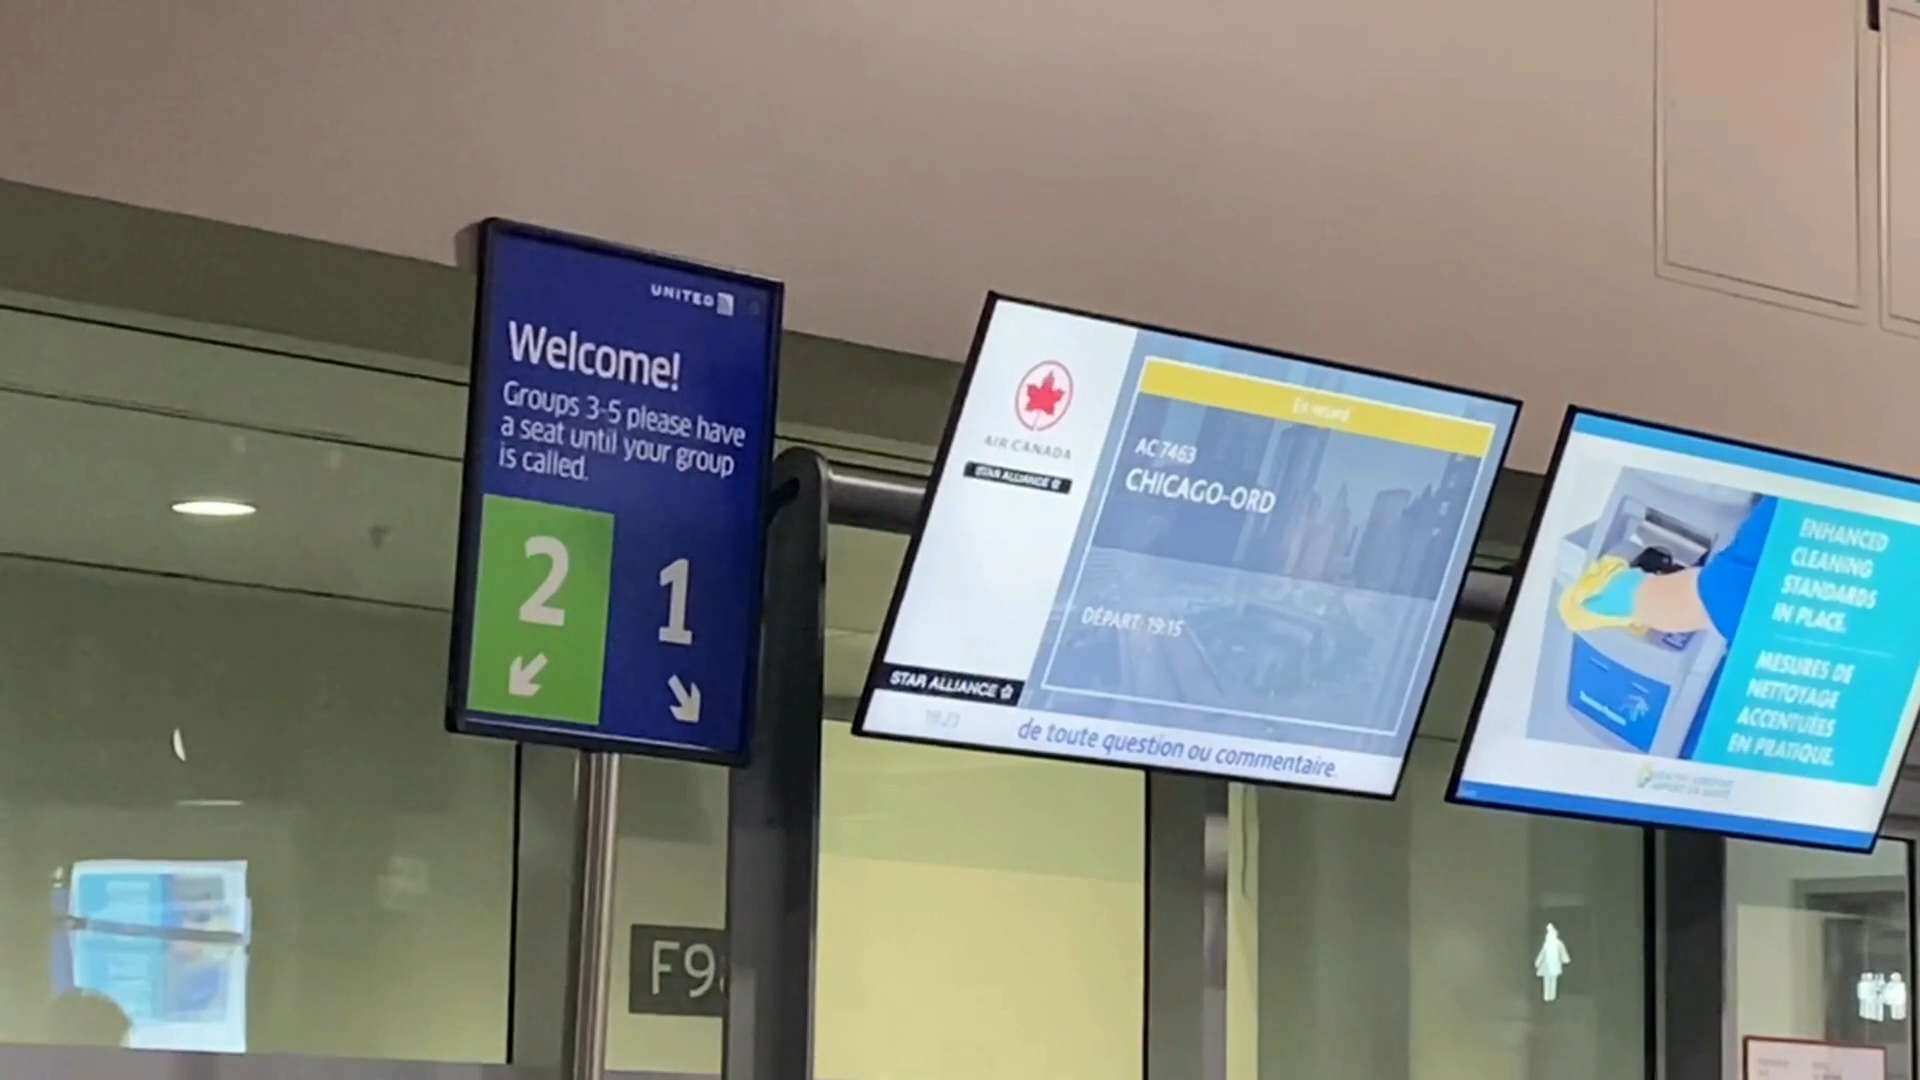 UNITED
Welcome!
Groups 3-5 please have
a seat until your group
is called.
2
1
AIR CANADA
STAR ALLIANCE
En retard
AC 7463
CHICAGO-ORD
DÉPART: 19:15
STAR ALLIANCE
de toute question ou commentaire.
ENHANCED
CLEANING
STANDARDS
IN PLACE.
MESURES DE
NETTOYAGE
ACCENTUÉES
EN PRATIQUE.